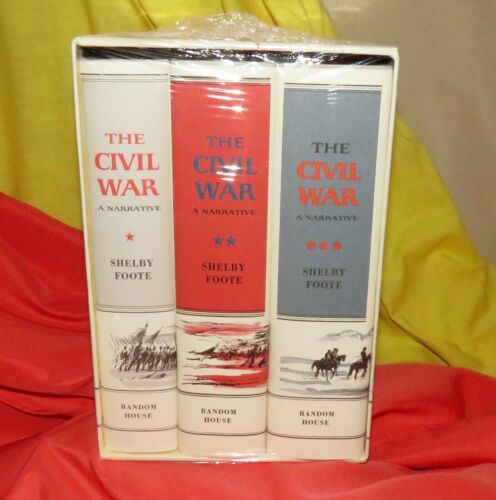 THE
CIVIL
WAR
A NARRATIVE
★
SHELBY
FOOTE
RANDOM
HOUSE
THE
CIVIL
WAR
A NARRATIVE
★★
SHELBY
FOOTE
RANDOM
HOUSE
THE
CIVIL
WAR
A NARRATIVE
★★★
SHELBY
FOOTE
RANDOM
HOUSE